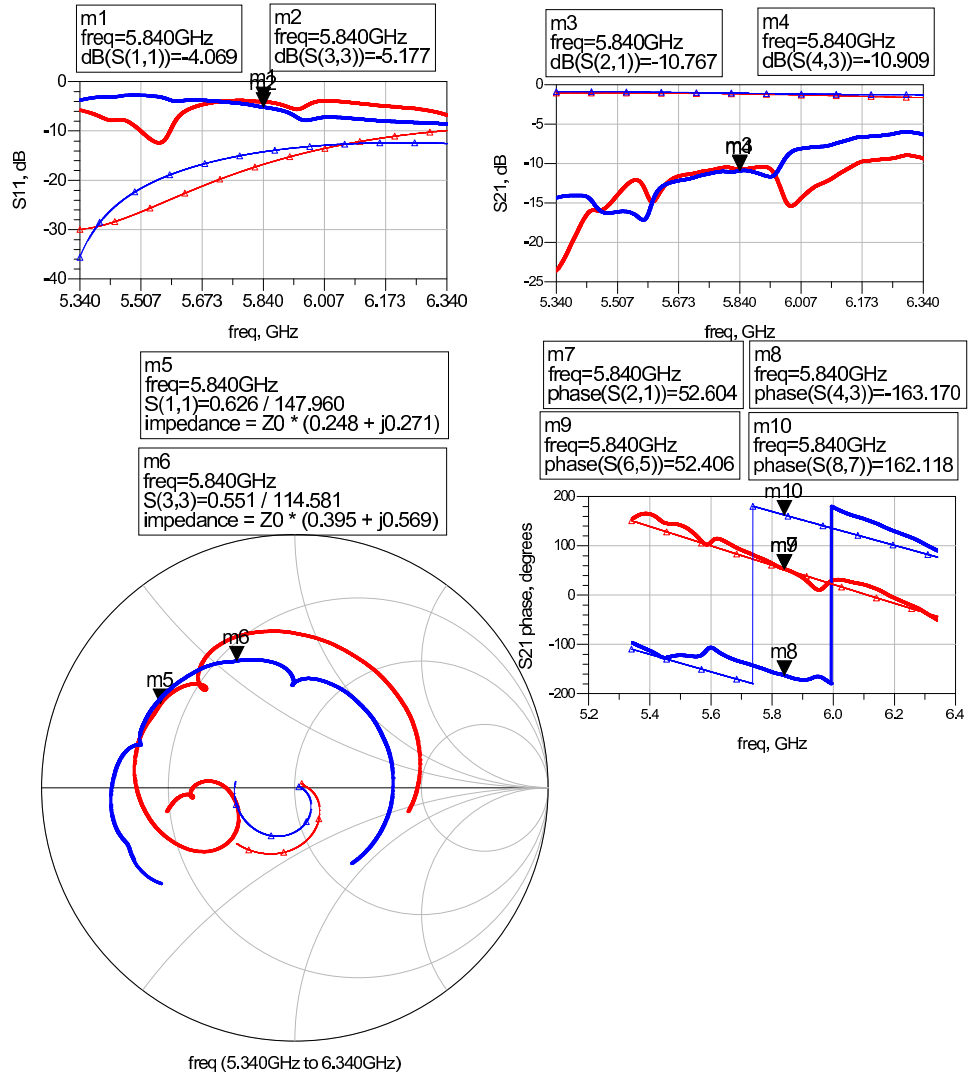 m1
freq=5.840GHz
dB(S(1,1))=-4.069
m2
freq=5.840GHz
dB(S(3,3))=-5.177
m1
m2
0
-10
-20
-30
-40
S11, dB
5.340
5.507
5.673
5.840
6.007
6.173
6.340
freq, GHz
m3
freq=5.840GHz
dB(S(2,1))=-10.767
m4
freq=5.840GHz
dB(S(4,3))=-10.909
m3
m4
0
-5
-10
-15
-20
-25
S21, dB
5.340
5.507
5.673
5.840
6.007
6.173
6.340
freq, GHz
m5
freq=5.840GHz
S(1,1)=0.626 / 147.960
impedance = Z0 * (0.248 + j0.271)
m6
freq=5.840GHz
S(3,3)=0.551 / 114.581
impedance = Z0 * (0.395 + j0.569)
m5
m6
freq (5.340GHz to 6.340GHz)
m7
freq=5.840GHz
phase(S(2,1))=52.604
m8
freq=5.840GHz
phase(S(4,3))=-163.170
m9
freq=5.840GHz
phase(S(6,5))=52.406
m10
freq=5.840GHz
phase(S(8,7))=162.118
m10
m7
m9
m8
200
100
0
-100
-200
S21 phase, degrees
5.2
5.4
5.6
5.8
6.0
6.2
6.4
freq, GHz